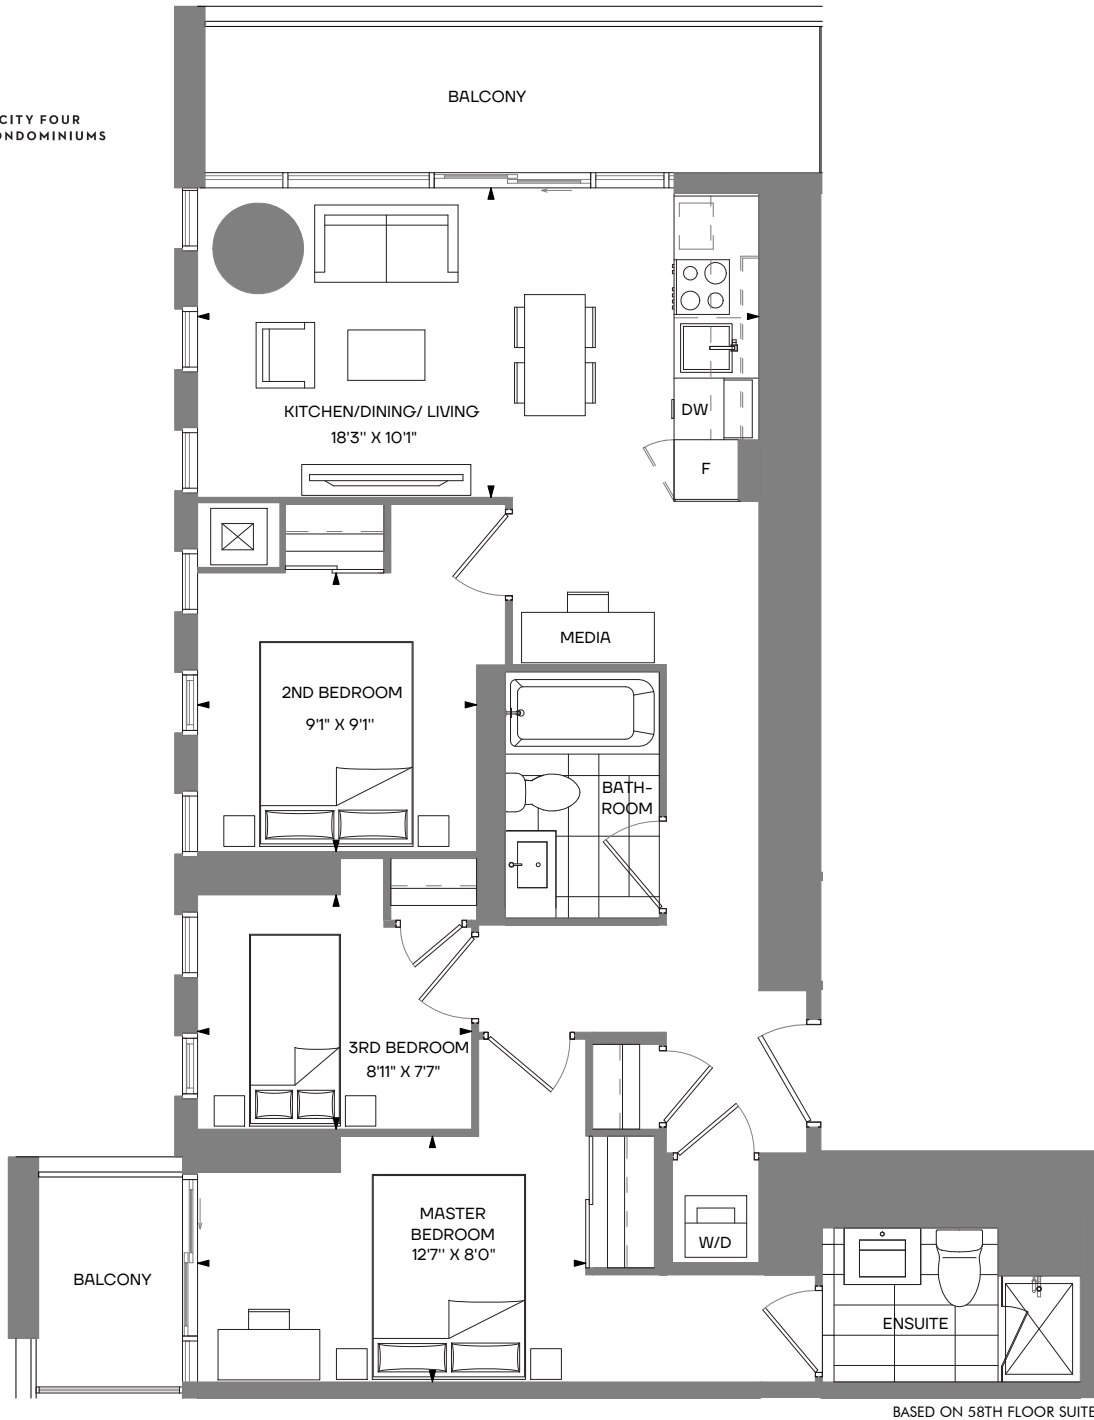 BALCONY
CITY FOUR
CONDOMINIUMS
KITCHEN/DINING/ LIVING
18'3" X 10'1"
DW
F
MEDIA
2ND BEDROOM
9'1" X 9'1"
BATH-
ROOM
3RD BEDROOM
8'11" X 7'7"
MASTER
BEDROOM
12'7" X 8'0"
W/D
BALCONY
ENSUITE
BASED ON 58TH FLOOR SUITE